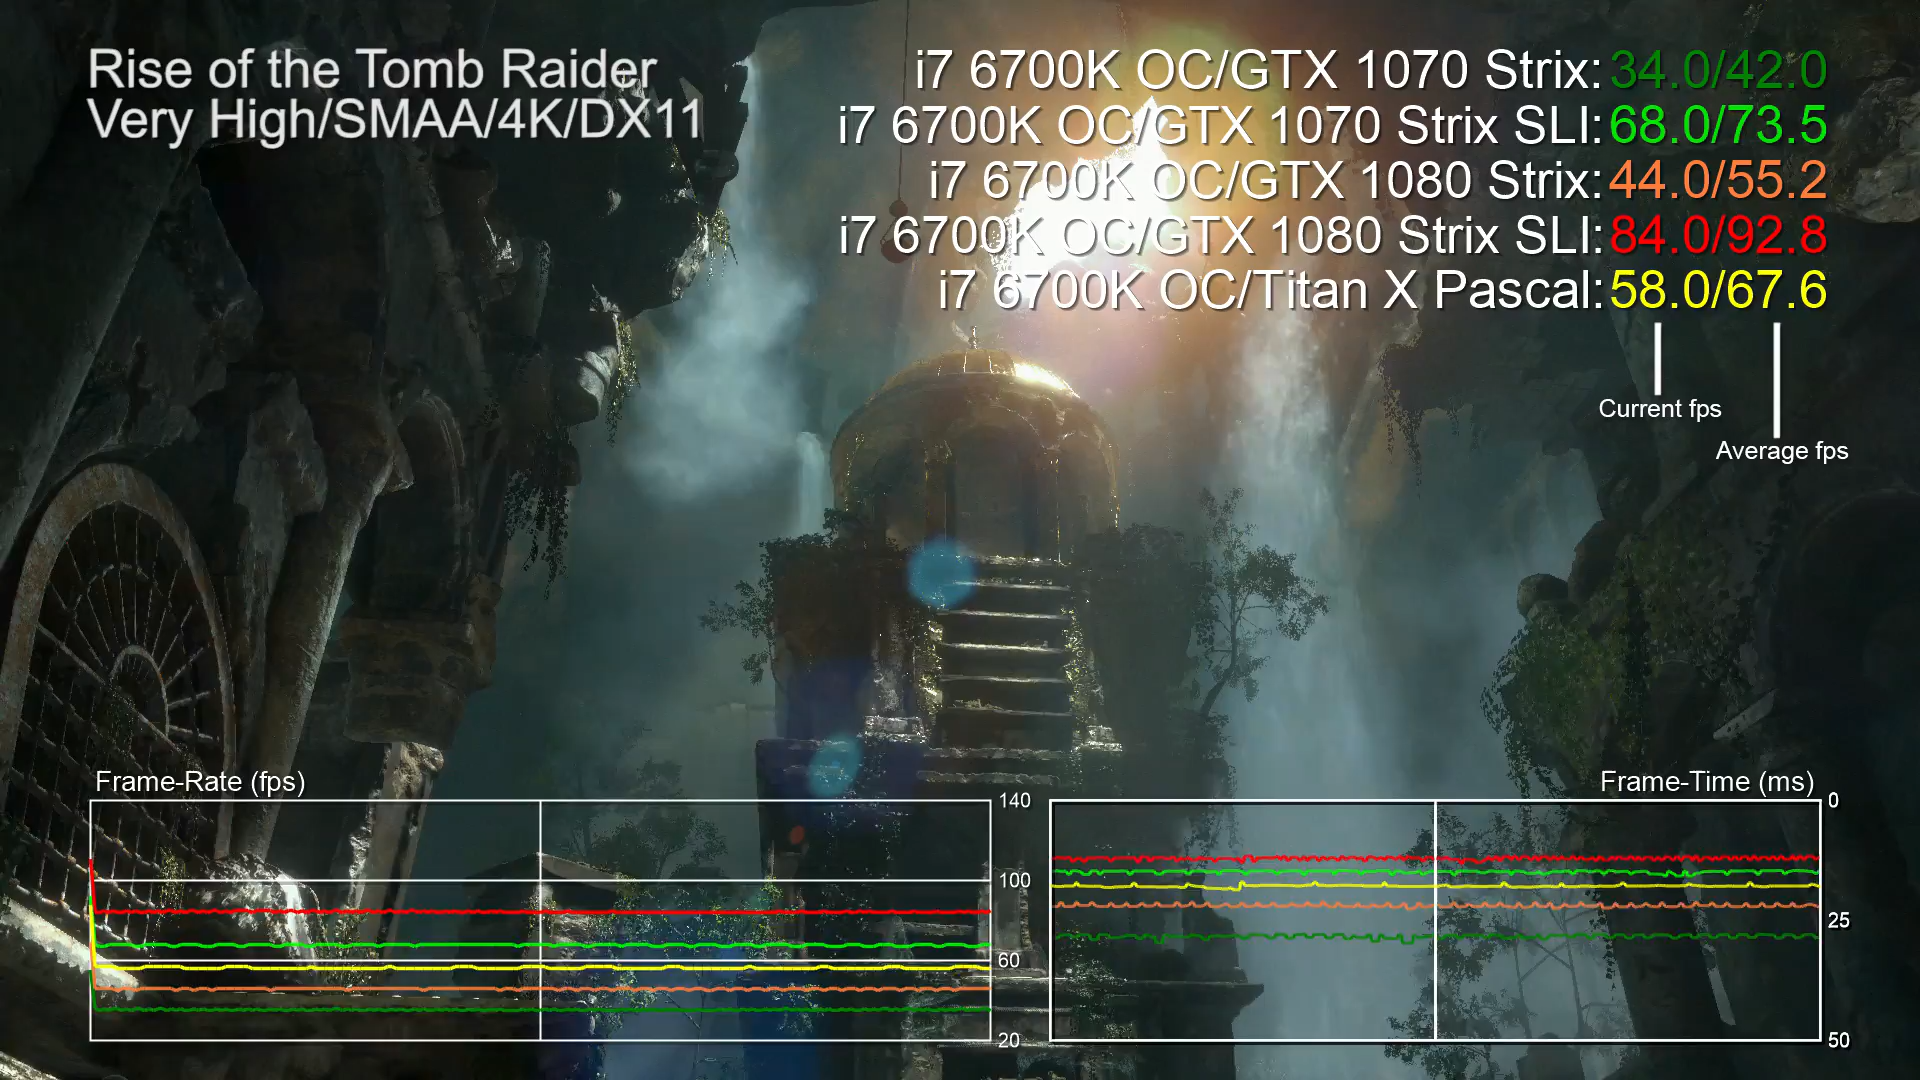 Rise of the Tomb Raider
Very High/SMAA/4K/DX11
i7 6700K OC/GTX 1070 Strix: 34.0/42.0
i7 6700K OC/GTX 1070 Strix SLI: 68.0/73.5
i7 6700K OC/GTX 1080 Strix: 44.0/55.2
i7 6700K OC/GTX 1080 Strix SLI: 84.0/92.8
i7 6700K OC/Titan X Pascal: 58.0/67.6
Current fps
Average fps
Frame-Rate (fps)
140
100
60
20
Frame-Time (ms)
0
25
50